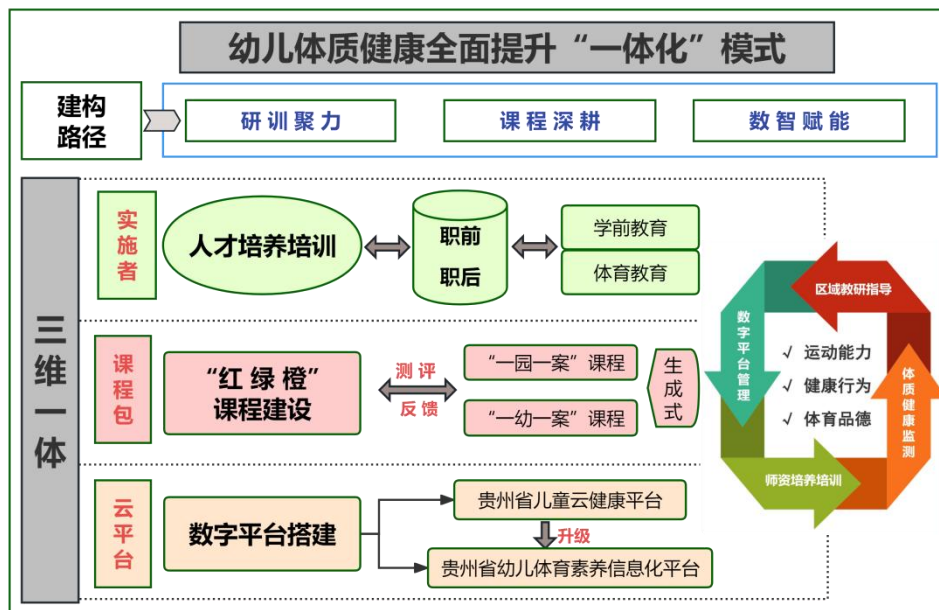 幼儿体质健康全面提升“一体化”模式
建构
路径
研训聚力
课程深耕
数智赋能
三维一体
实施者
人才培养培训
职前
职后
学前教育
体育教育
课程包
“红 绿 橙”
课程建设
测评
反馈
“一园一案”课程
“一幼一案”课程
生成式
云平台
数字平台搭建
贵州省儿童云健康平台
升级
贵州省幼儿体育素养信息化平台
区域教研指导
数字平台管理
√ 运动能力
√ 健康行为
√ 体育品德
体质健康监测
师资培养培训